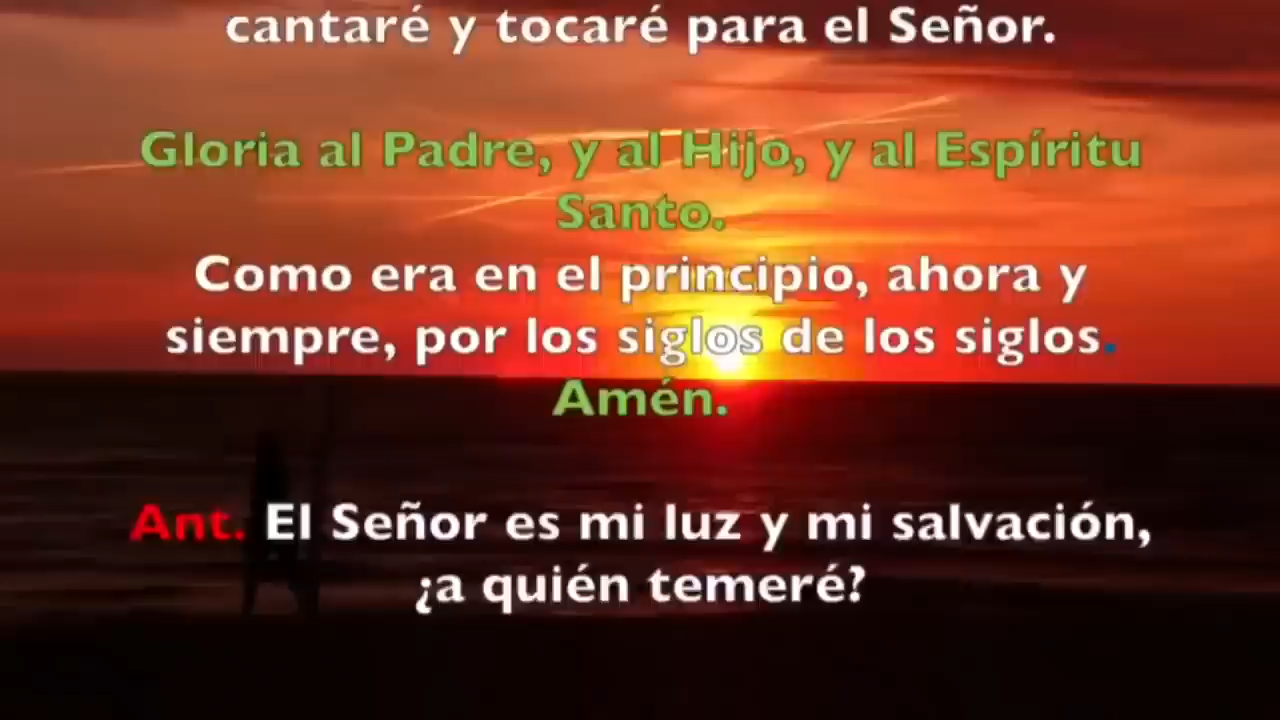 cantaré y tocaré para el Señor.
Gloria al Padre, y al Hijo, y al Espíritu
Santo.
Como era en el principio, ahora y
siempre, por los siglos de los siglos.
Amén.
Ant. El Señor es mi luz y mi salvación,
¿a quién temeré?